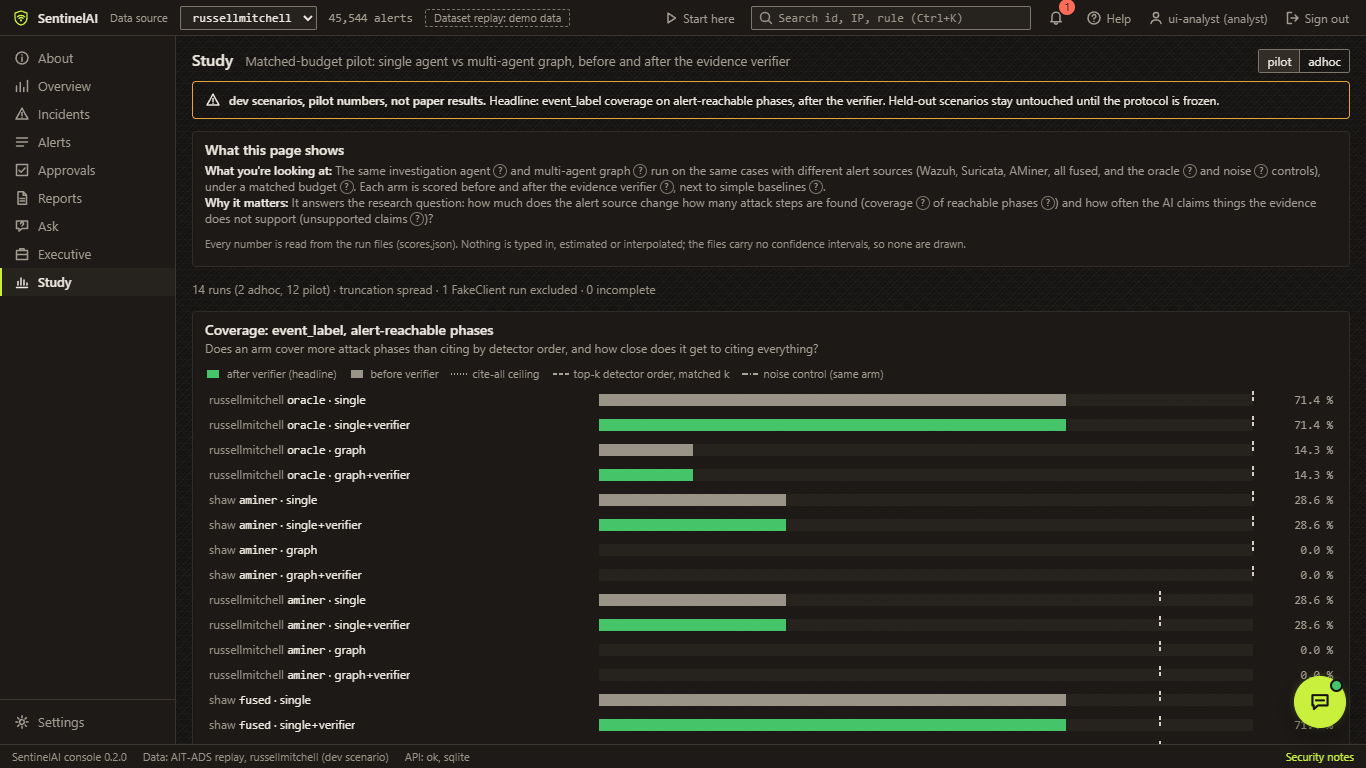 SentinelAI Data source russellmitchell 45,544 alerts Dataset replay: demo data Start here Search id, IP, rule (Ctrl+K) 1 Help ui-analyst (analyst) Sign out
About
Overview
Incidents
Alerts
Approvals
Reports
Ask
Executive
Study
Settings
Study Matched-budget pilot: single agent vs multi-agent graph, before and after the evidence verifier pilot adhoc
dev scenarios, pilot numbers, not paper results. Headline: event_label coverage on alert-reachable phases, after the verifier. Held-out scenarios stay untouched until the protocol is frozen.
What this page shows
What you're looking at: The same investigation agent ? and multi-agent graph ? run on the same cases with different alert sources (Wazuh, Suricata, AMiner, all fused, and the oracle ? and noise ? controls),
under a matched budget ?. Each arm is scored before and after the evidence verifier ?, next to simple baselines ?.
Why it matters: It answers the research question: how much does the alert source change how many attack steps are found (coverage ? of reachable phases ?) and how often the AI claims things the evidence
does not support (unsupported claims ?)?
Every number is read from the run files (scores.json). Nothing is typed in, estimated or interpolated; the files carry no confidence intervals, so none are drawn.
14 runs (2 adhoc, 12 pilot) · truncation spread · 1 FakeClient run excluded · 0 incomplete
Coverage: event_label, alert-reachable phases
Does an arm cover more attack phases than citing by detector order, and how close does it get to citing everything?
after verifier (headline) before verifier cite-all ceiling top-k detector order, matched k noise control (same arm)
russellmitchell oracle · single 71.4 %
russellmitchell oracle · single+verifier 71.4 %
russellmitchell oracle · graph 14.3 %
russellmitchell oracle · graph+verifier 14.3 %
shaw aminer · single 28.6 %
shaw aminer · single+verifier 28.6 %
shaw aminer · graph 0.0 %
shaw aminer · graph+verifier 0.0 %
russellmitchell aminer · single 28.6 %
russellmitchell aminer · single+verifier 28.6 %
russellmitchell aminer · graph 0.0 %
russellmitchell aminer · graph+verifier 0.0 %
shaw fused · single
shaw fused · single+verifier
SentinelAI console 0.2.0 Data: AIT-ADS replay, russellmitchell (dev scenario) API: ok, sqlite Security notes